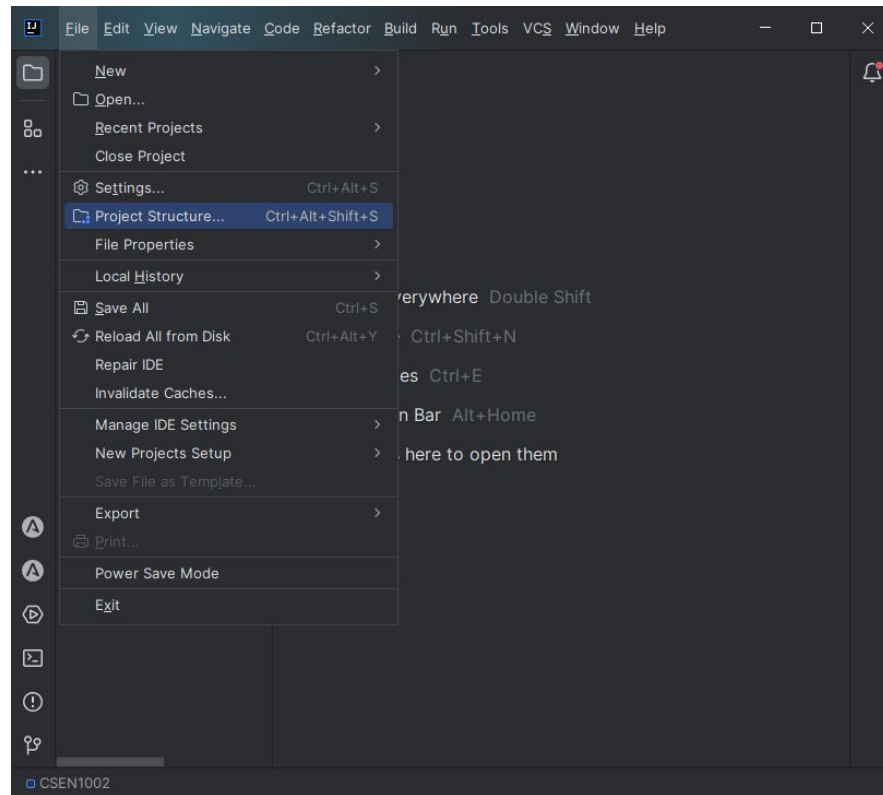 IJ File Edit View Navigate Code Refactor Build Run Tools VCS Window Help
New
Open...
Recent Projects
Close Project
Settings... Ctrl+Alt+S
Project Structure... Ctrl+Alt+Shift+S
File Properties
Local History
erywhere Double Shift
Save All Ctrl+S
Reload All from Disk Ctrl+Alt+Y
Ctrl+Shift+N
Repair IDE
es Ctrl+E
Invalidate Caches...
n Bar Alt+Home
Manage IDE Settings
New Projects Setup
here to open them
Save File as Template...
Export
Print...
Power Save Mode
Exit
CSEN1002